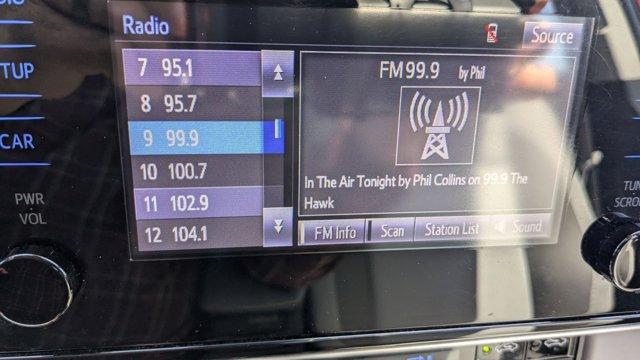 Radio
Source
TUP
CAR
PWR
VOL
7 95.1
8 95.7
9 99.9
10 100.7
11 102.9
12 104.1
FM 99.9 by Phil
In The Air Tonight by Phil Collins on 99.9 The
Hawk
FM Info Scan Station List Sound
TUN
SCROL